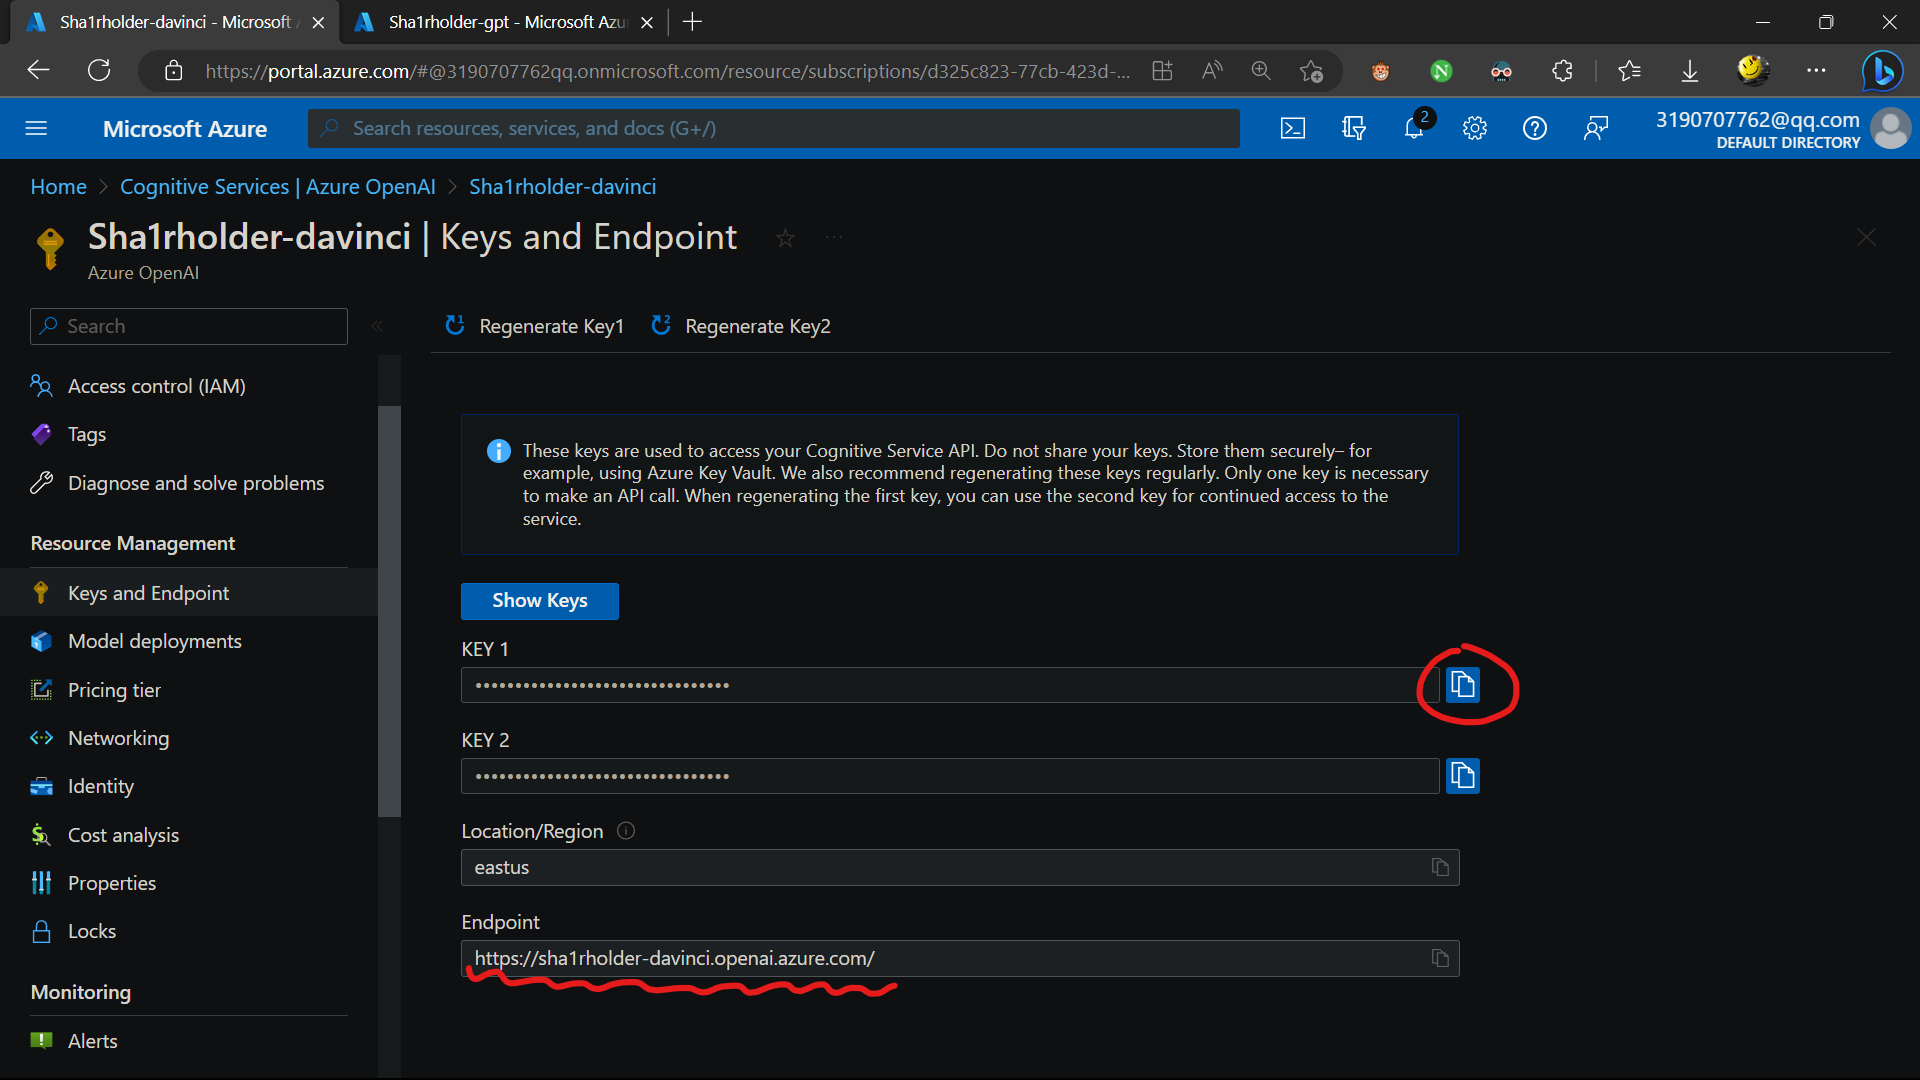 Sha1rholder-davinci - Microsoft
Sha1rholder-gpt - Microsoft Azu
https://portal.azure.com/#@3190707762qq.onmicrosoft.com/resource/subscriptions/d325c823-77cb-423d-...
Microsoft Azure
Search resources, services, and docs (G+/)
2
3190707762@qq.com
DEFAULT DIRECTORY
Home > Cognitive Services | Azure OpenAI > Sha1rholder-davinci
Sha1rholder-davinci | Keys and Endpoint
Azure OpenAI
Search
Access control (IAM)
Tags
Diagnose and solve problems
Resource Management
Keys and Endpoint
Model deployments
Pricing tier
Networking
Identity
Cost analysis
Properties
Locks
Monitoring
Alerts
Regenerate Key1
Regenerate Key2
These keys are used to access your Cognitive Service API. Do not share your keys. Store them securely– for
example, using Azure Key Vault. We also recommend regenerating these keys regularly. Only one key is necessary
to make an API call. When regenerating the first key, you can use the second key for continued access to the
service.
Show Keys
KEY 1
•••••••••••••••••••••••••••••••• 
KEY 2
••••••••••••••••••••••••••••••••
Location/Region
eastus
Endpoint
https://sha1rholder-davinci.openai.azure.com/